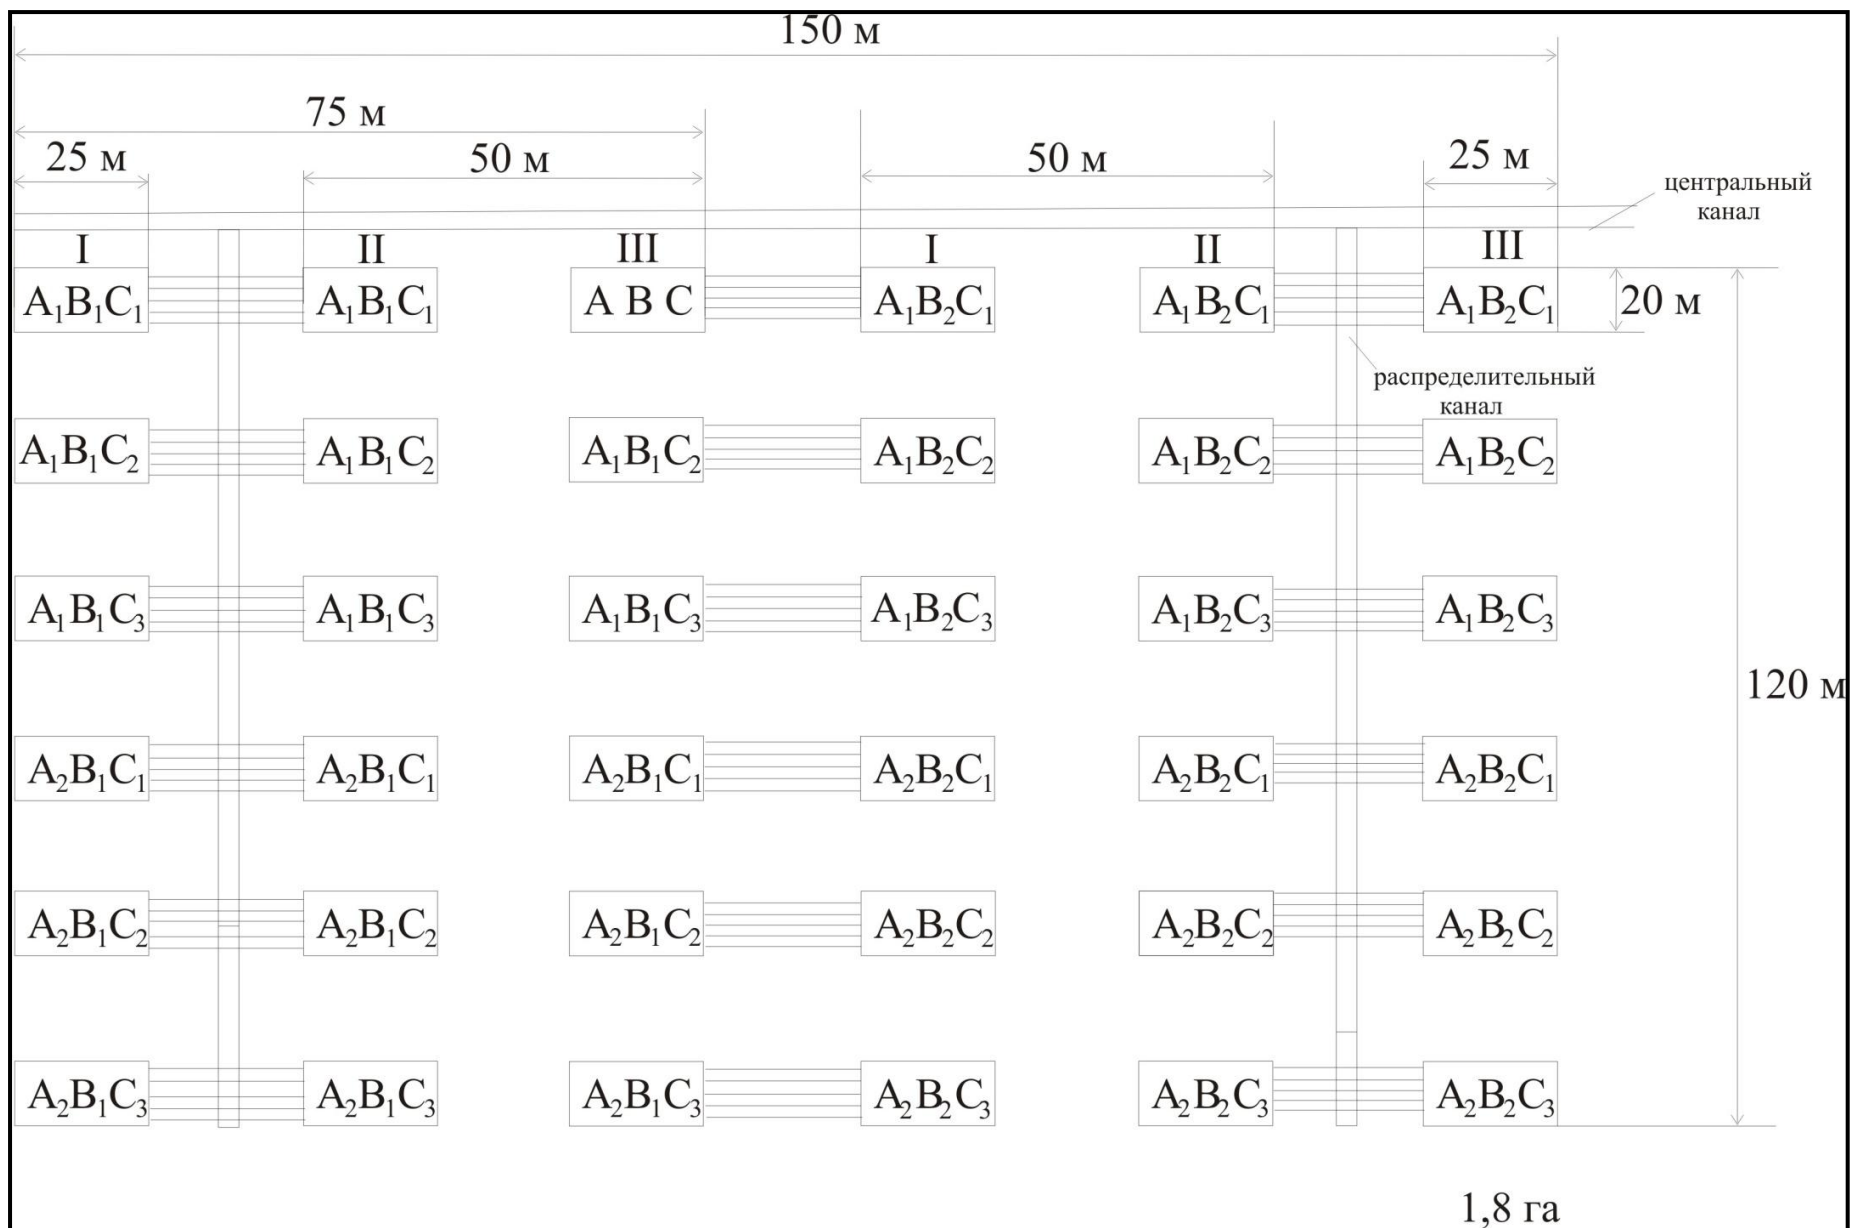 150 м
75 м
25 м 50 м 50 м 25 м
центральный
канал
I II III I II III
A₁B₁C₁ A₁B₁C₁ A B C A₁B₂C₁ A₁B₂C₁ A₁B₂C₁ 20 м
распределительный
канал
A₁B₁C₂ A₁B₁C₂ A₁B₁C₂ A₁B₂C₂ A₁B₂C₂ A₁B₂C₂
A₁B₁C₃ A₁B₁C₃ A₁B₁C₃ A₁B₂C₃ A₁B₂C₃ A₁B₂C₃
120 м
A₂B₁C₁ A₂B₁C₁ A₂B₁C₁ A₂B₂C₁ A₂B₂C₁ A₂B₂C₁
A₂B₁C₂ A₂B₁C₂ A₂B₁C₂ A₂B₂C₂ A₂B₂C₂ A₂B₂C₂
A₂B₁C₃ A₂B₁C₃ A₂B₁C₃ A₂B₂C₃ A₂B₂C₃ A₂B₂C₃
1,8 га